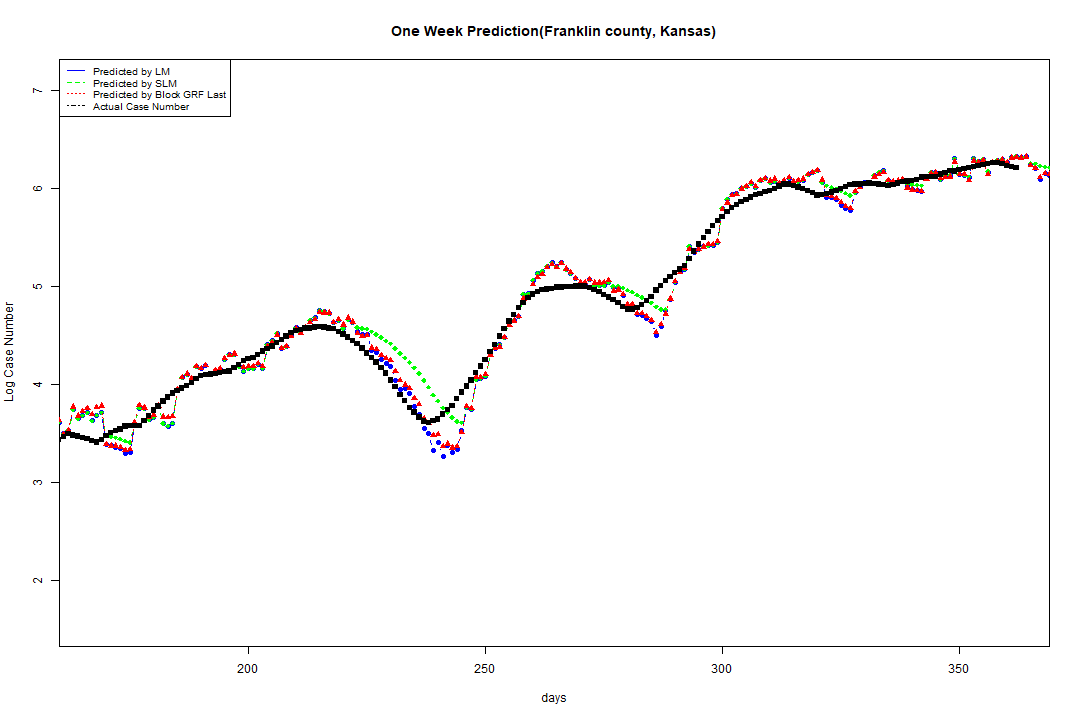 One Week Prediction(Franklin county, Kansas)
Predicted by LM
Predicted by SLM
Predicted by Block GRF Last
Actual Case Number
7
6
5
4
3
2
Log Case Number
200 250 300 350
days